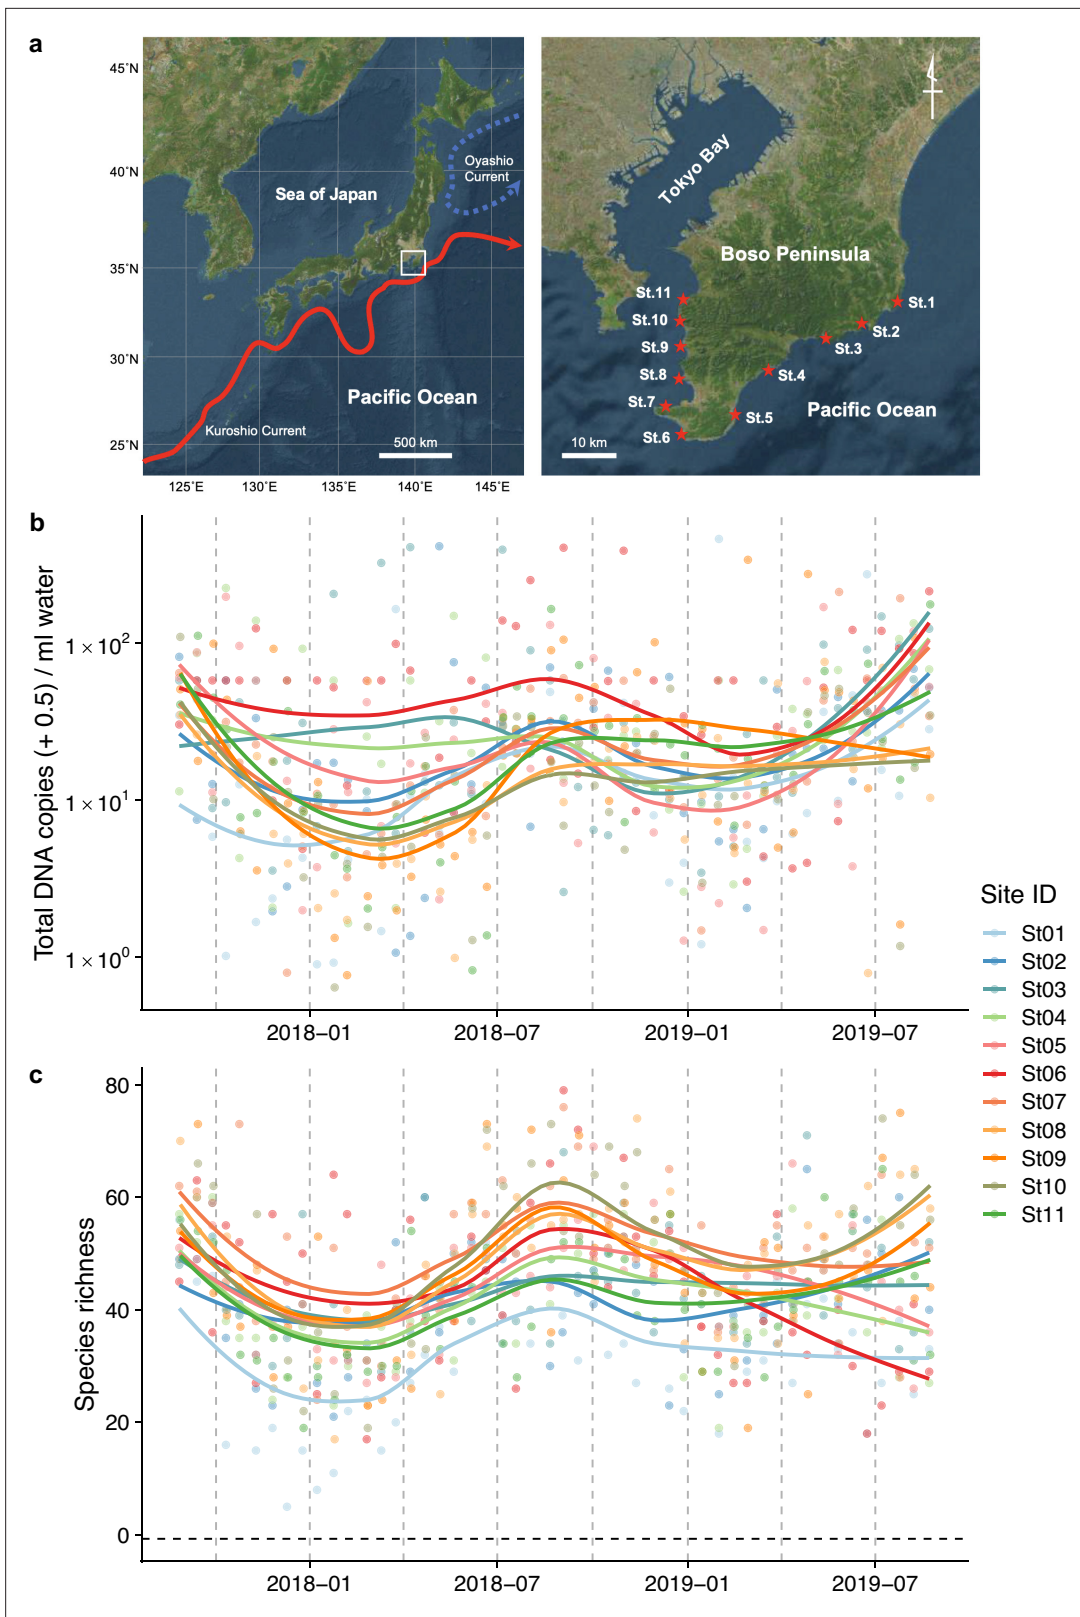 a
45°N
40°N
35°N
30°N
25°N
125°E
130°E
135°E
140°E
145°E
Sea of Japan
Oyashio
Current
Pacific Ocean
Kuroshio Current
500 km
Tokyo Bay
Boso Peninsula
St.11
St.10
St.9
St.8
St.7
St.6
St.1
St.2
St.3
St.4
St.5
Pacific Ocean
10 km
b
Total DNA copies (+ 0.5) / ml water
1 × 10²
1 × 10¹
1 × 10⁰
2018–01
2018–07
2019–01
2019–07
c
Species richness
80
60
40
20
0
2018–01
2018–07
2019–01
2019–07
Site ID
St01
St02
St03
St04
St05
St06
St07
St08
St09
St10
St11